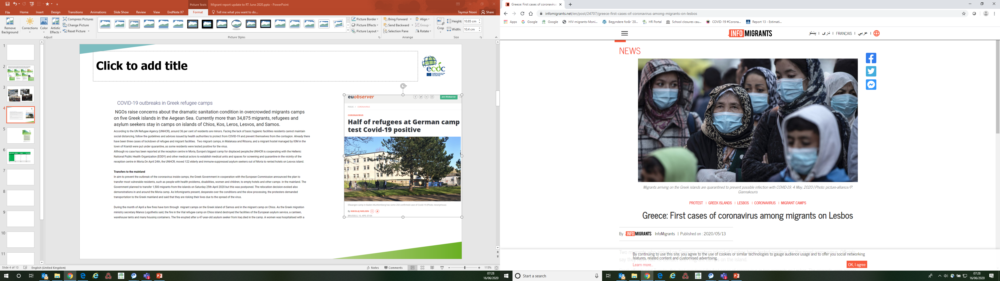 Picture Tools
Migrant report update to RT June 2020.pptx - PowerPoint
File
Home
Insert
Design
Transitions
Animations
Slide Show
Review
View
EndNote X7
Format
Tell me what you want to do...
Teymur Noori
Share
Remove Background
Corrections
Color
Artistic Effects
Compress Pictures
Change Picture
Reset Picture
Adjust
Picture Styles
Picture Border
Picture Effects
Picture Layout
Bring Forward
Send Backward
Selection Pane
Align
Group
Rotate
Arrange
Crop
Height: 10.85 cm
Width: 10.4 cm
Size
1
2
3
4
5
6
7
8
9
10
11
Click to add title
ecdc
COVID-19 outbreaks in Greek refugee camps
NGOs raise concerns about the dramatic sanitation condition in overcrowded migrants camps
on five Greek islands in the Aegean Sea. Currently more than 34,875 migrants, refugees and
asylum seekers stay in camps on islands of Chios, Kos, Leros, Lesvos, and Samos.
According to the UN Refugee Agency (UNHCR), around 36 per cent of residents are minors. Facing the lack of basic hygienic facilities residents cannot maintain
social distancing, follow the guidelines and advices issued by health authorities to protect from COVID-19 and prevent themselves from the contagion. Already there
have been three cases of lockdown of refugee and migrant facilities. Two migrant camps, in Malakasa and Ritsona, and a migrant hostel managed by IOM in the
town of Kranidi were put under quarantine, as some residents were tested positive for the virus.
Although no case has been reported at the reception centre in Moria, Europe's biggest camp for displaced people,the UNHCR is cooperating with the Hellenic
National Public Health Organization (EODY) and other medical actors to establish medical units and spaces for screening and quarantine in the vicinity of the
reception centre in Moria.On April 24th, the UNHCR, moved 122 elderly and immune-suppressed asylum seekers out of Moria to rented hotels on Lesvos island.
Transfers to the mainland
In aim to prevent the outbreak of the coronavirus inside camps, the Greek Government in cooperation with the European Commission announced the plan to
transfer most vulnerable residents, such as people with health problems, disabilities, women and children, to empty hotels and other camps in the mainland. The
Government planned to transfer 1,500 migrants from the islands on Saturday 25th April 2020 but this was postponed. The relocation decision evoked also
demonstrations in and around the Moria camp. As Infomigrants present, desperate over the conditions and the slow processing, the protesters demanded
transportation to the Greek mainland and said that they are risking their lives due to the spread of the virus.
During the month of April a few fires have torn through migrant camps on the Greek island of Samos and in the migrant camp on Chios. As the Greek migration
ministry secretary Manos Logothetis said, the fire in the Vial refugee camp on Chios island destroyed the facilities of the European asylum service, a canteen,
warehouse tents and many housing containers. The fire erupted after a 47-year-old asylum seeker from Iraq died in the camp. A women was hospitalised with a
euobserver
Join EUobserver
FOCUS / CORONAVIRUS
CORONAVIRUS
Half of refugees at German camp
test Covid-19 positive
Ellwangen camp in Baden-Wurttemberg has some 250 confirmed case of Covid-19 (Photo: Anonymous)
By NIKOLAJ NIELSEN
BRUSSELS, 16. APR, 07:04
Slide 4 of 13
English (United Kingdom)
Notes
Comments
115%
07:28
16/06/2020
Greece: First cases of coronavirus
infomigrants.net/en/post/24707/greece-first-cases-of-coronavirus-among-migrants-on-lesbos
Apps
Google
Google
HIV-migrants-Moni...
Begyndere forår '20...
HR Portal
School closures cau...
COVID-19 #Corona...
Report 13 - Estimati...
INFO MIGRANTS
پښتو | دری | FRANÇAIS | عربي |
NEWS
Migrants arriving on the Greek islands are quarantined to prevent possible infection with COVID-19, 4 May, 2020 | Photo: picture-alliance/P.
Giannakouris
PROTEST | GREEK ISLANDS | LESBOS | CORONAVIRUS | MIGRANT CAMPS
Greece: First cases of coronavirus among migrants on Lesbos
By INFO MIGRANTS InfoMigrants | Published on : 2020/05/13
By continuing to use this site, you agree to the use of cookies or similar technologies to gauge audience usage and to offer you social networking
features, related content and customised advertising.
Learn more...
OK, I agree
Start a search
07:28
16/06/2020